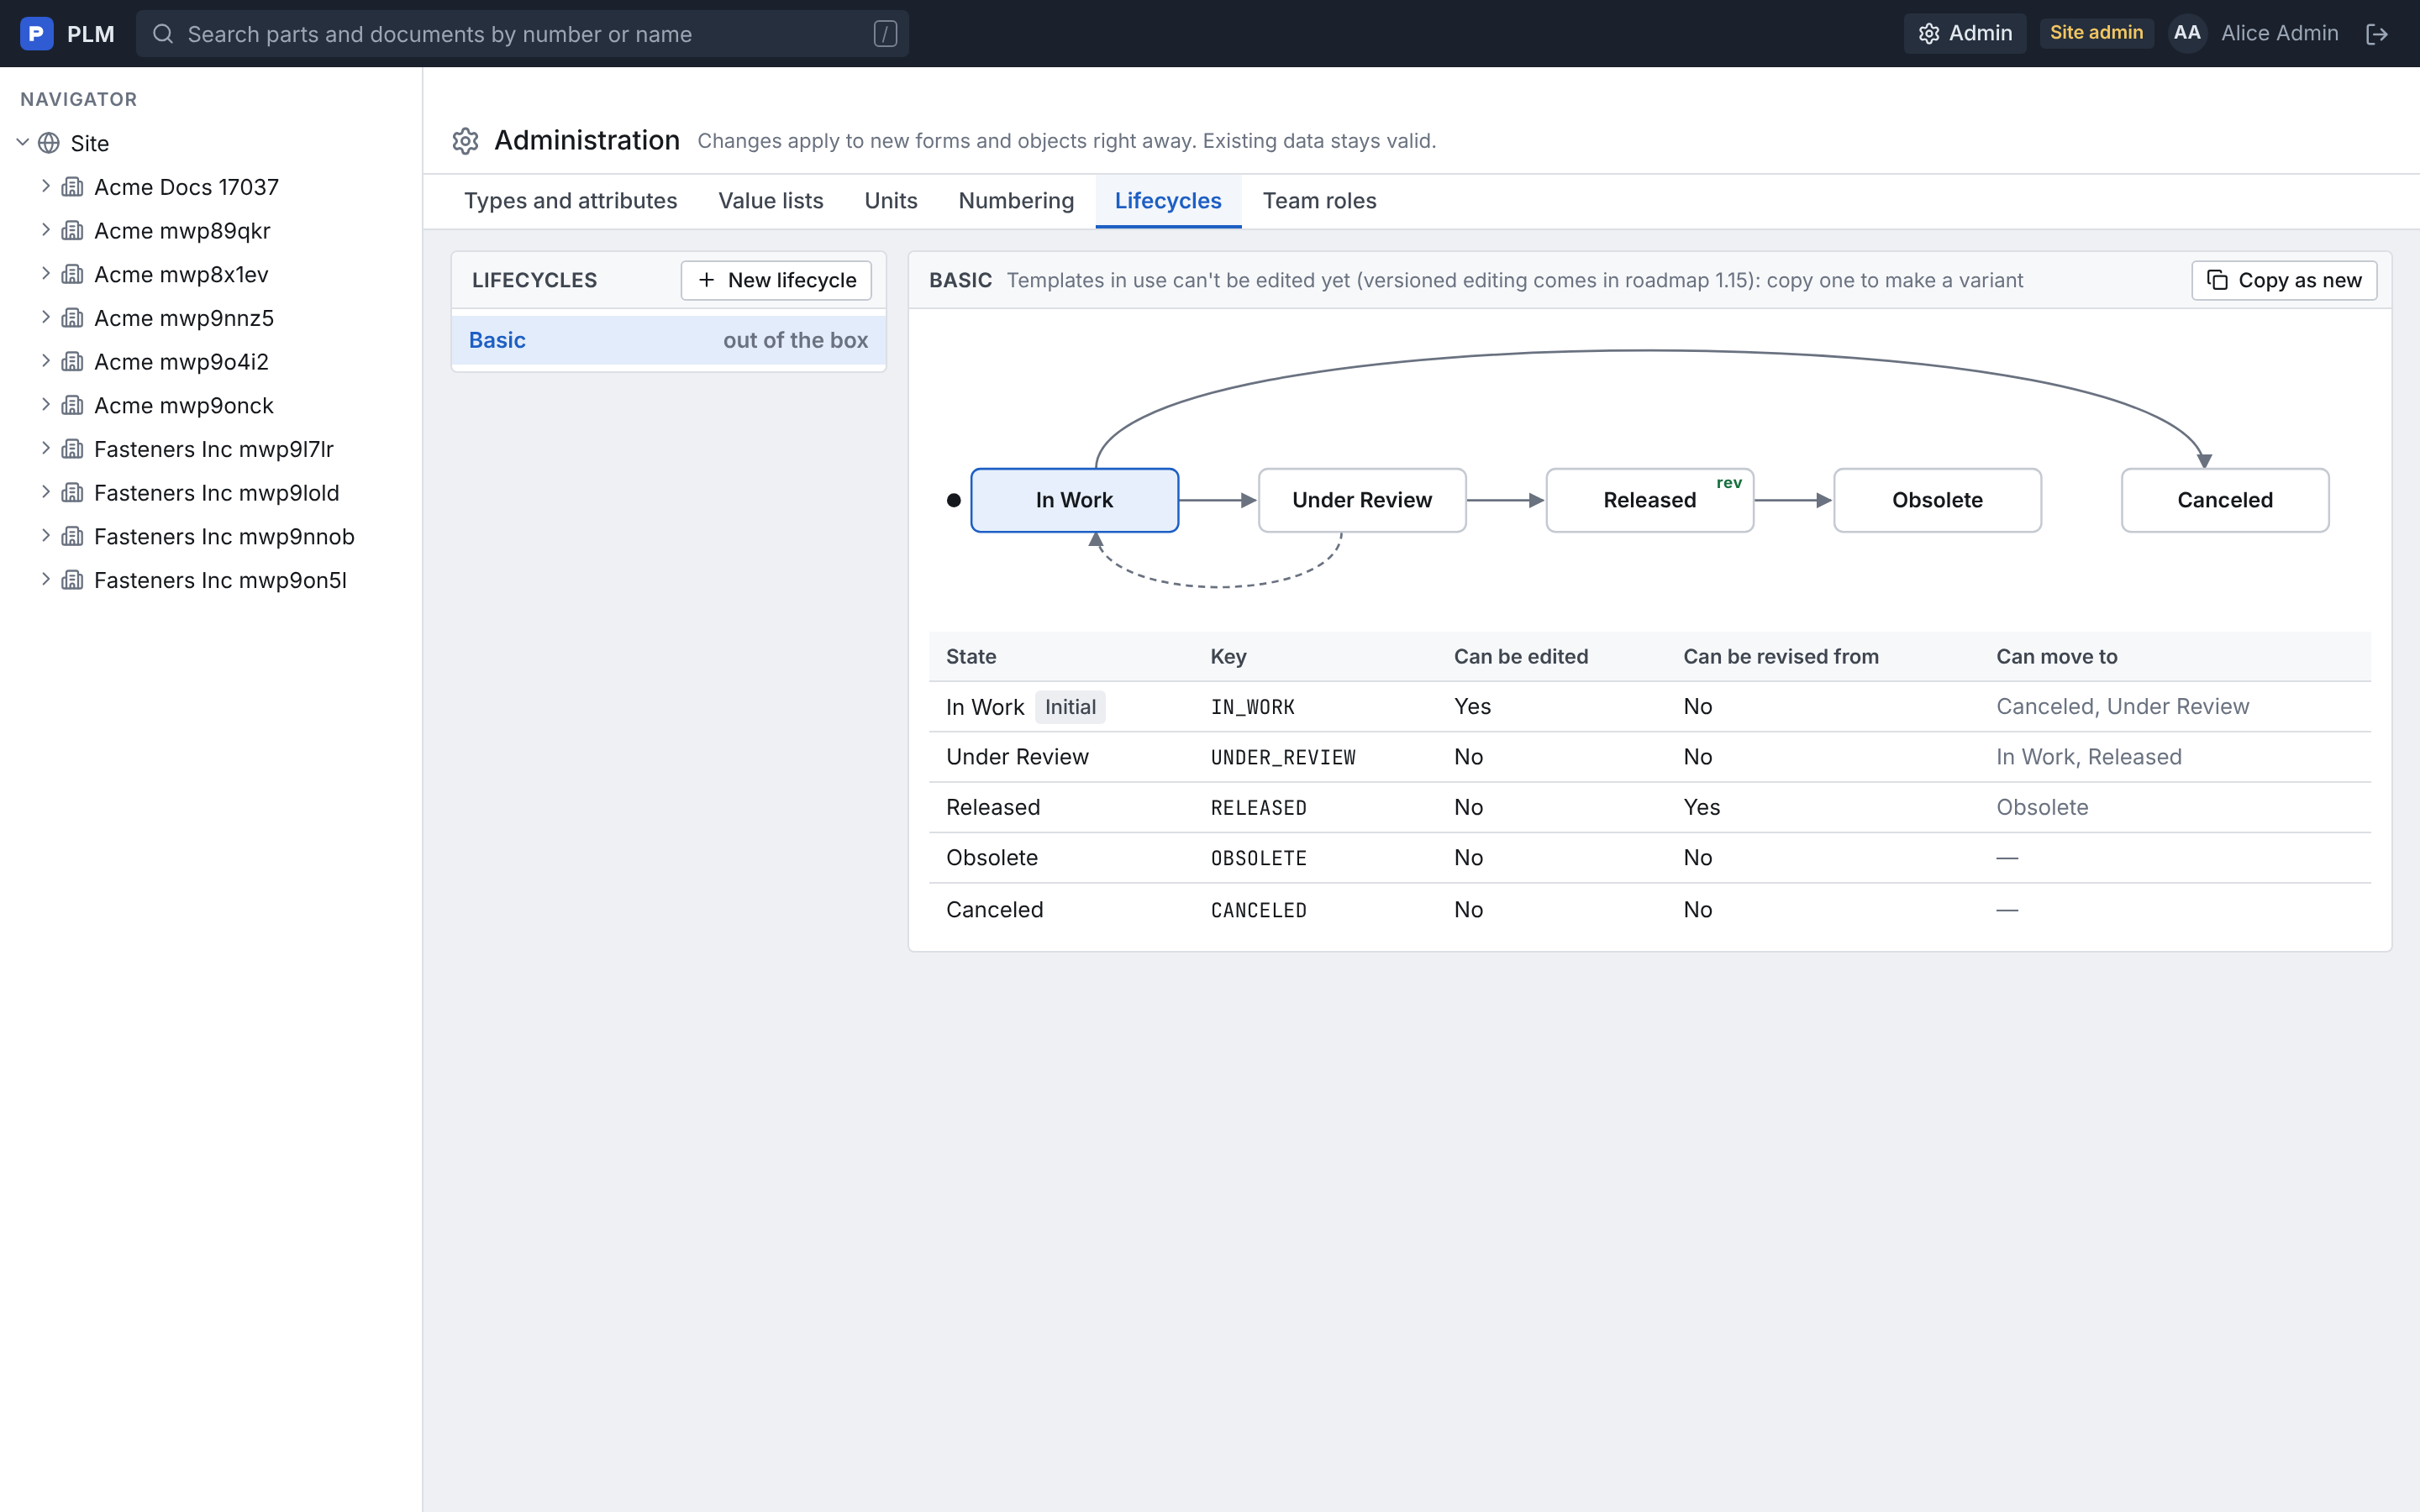 P PLM
Search parts and documents by number or name /
Admin
Site admin
AA Alice Admin
NAVIGATOR
Site
Acme Docs 17037
Acme mwp89qkr
Acme mwp8x1ev
Acme mwp9nnz5
Acme mwp9o4i2
Acme mwp9onck
Fasteners Inc mwp9l7lr
Fasteners Inc mwp9lold
Fasteners Inc mwp9nnob
Fasteners Inc mwp9on5l
Administration Changes apply to new forms and objects right away. Existing data stays valid.
Types and attributes Value lists Units Numbering Lifecycles Team roles
LIFECYCLES + New lifecycle
Basic out of the box
BASIC Templates in use can't be edited yet (versioned editing comes in roadmap 1.15): copy one to make a variant Copy as new
In Work Under Review Released rev Obsolete Canceled
State Key Can be edited Can be revised from Can move to
In Work Initial IN_WORK Yes No Canceled, Under Review
Under Review UNDER_REVIEW No No In Work, Released
Released RELEASED No Yes Obsolete
Obsolete OBSOLETE No No —
Canceled CANCELED No No —